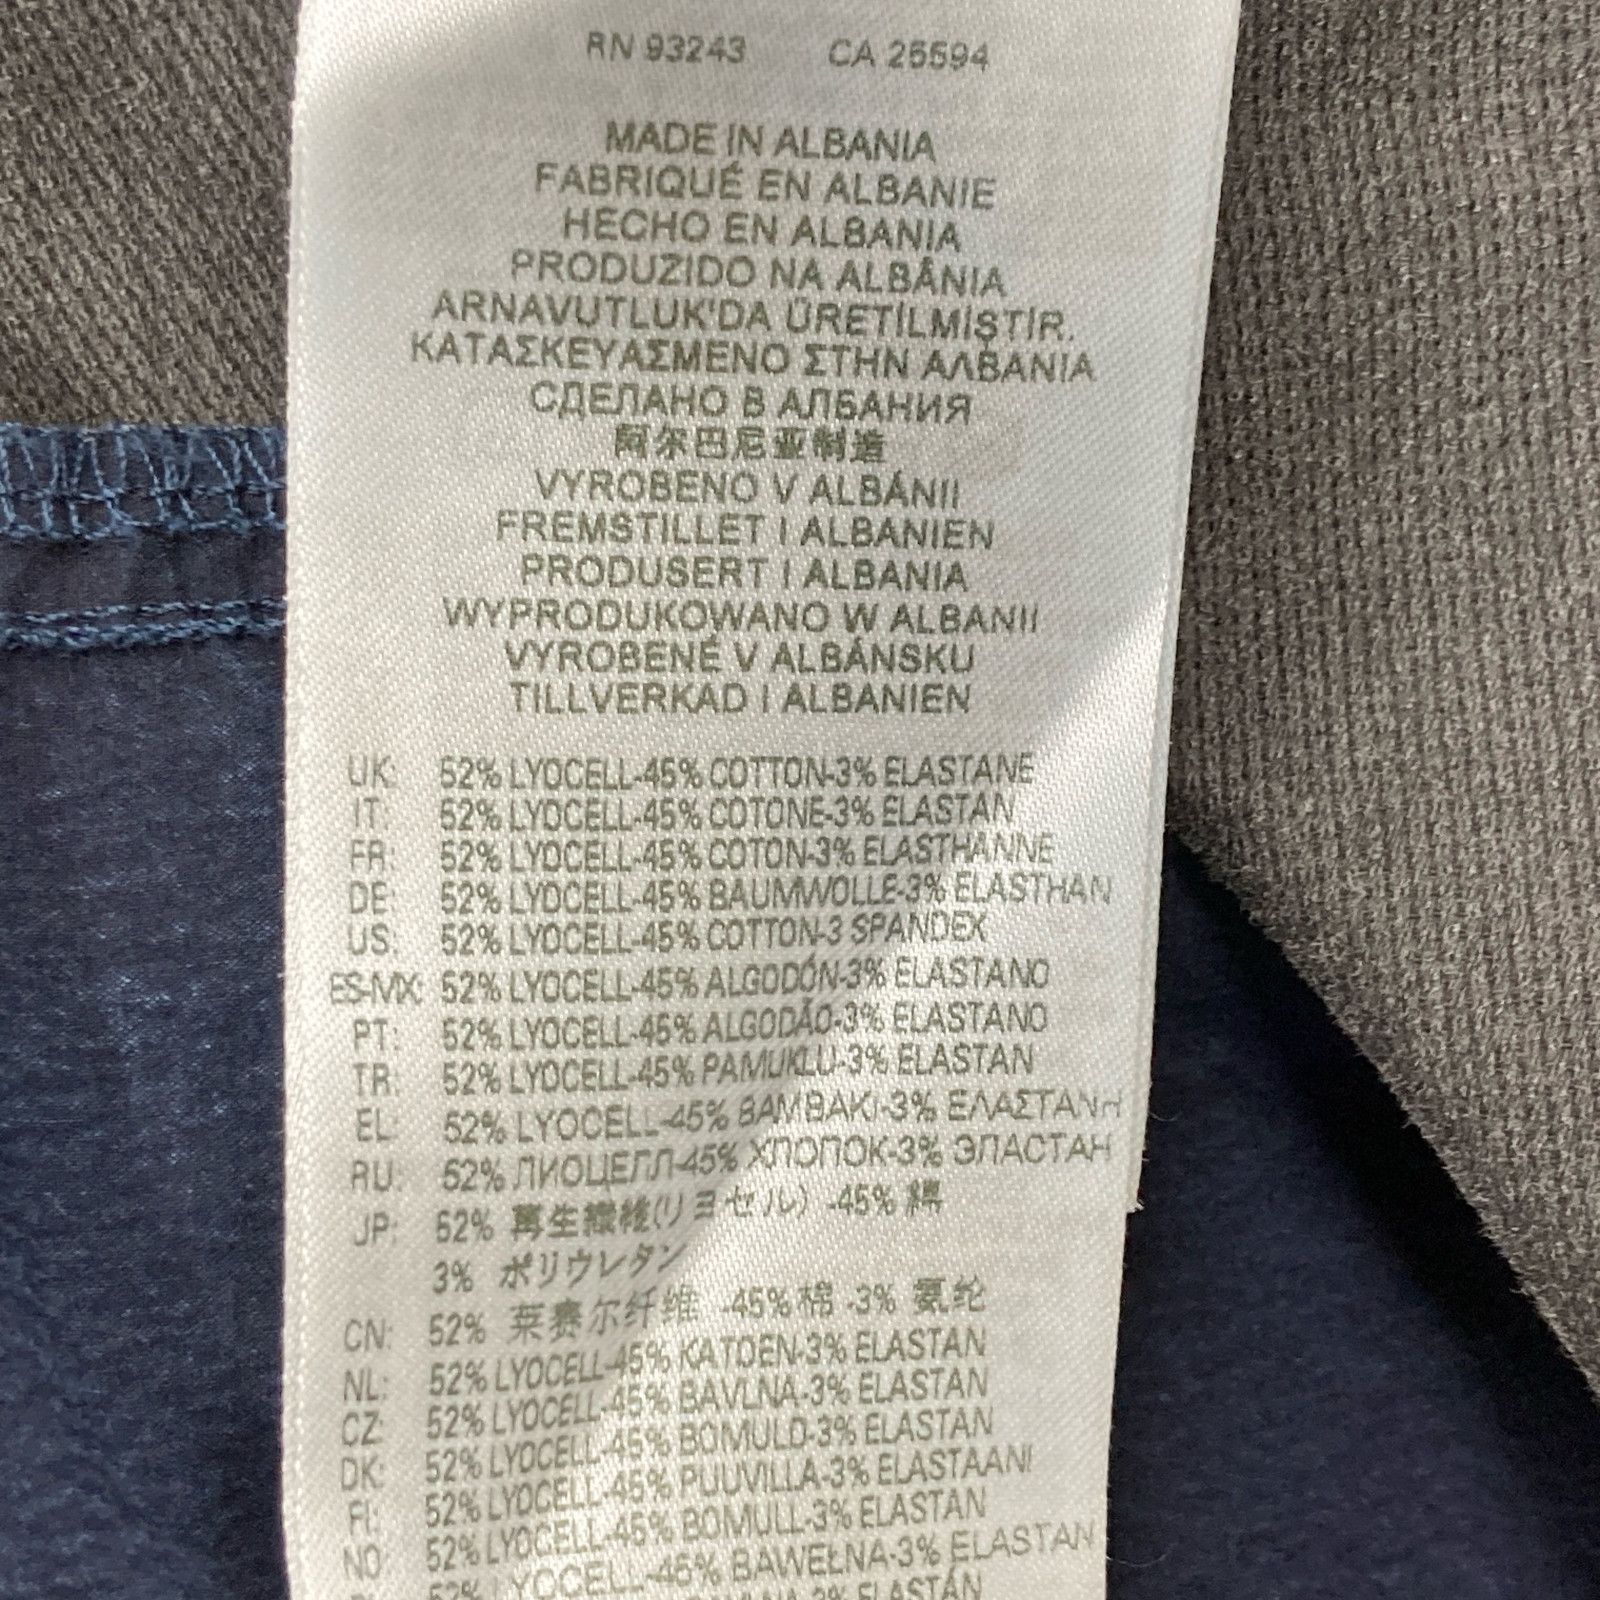 RN 93243 CA 25594
MADE IN ALBANIA
FABRIQUÉ EN ALBANIE
HECHO EN ALBANIA
PRODUZIDO NA ALBÂNIA
ARNAVUTLUK'DA ÜRETİLMİŞTİR.
ΚΑΤΑΣΚΕΥΑΣΜΕΝΟ ΣΤΗΝ ΑΛΒΑΝΙΑ
СДЕЛАНО В АЛБАНИЯ
阿尔巴尼亚制造
VYROBENO V ALBÁNII
FREMSTILLET I ALBANIEN
PRODUSERT I ALBANIA
WYPRODUKOWANO W ALBANII
VYROBENÉ V ALBÁNSKU
TILLVERKAD I ALBANIEN
UK: 52% LYOCELL-45% COTTON-3% ELASTANE
IT: 52% LYOCELL-45% COTONE-3% ELASTAN
FR: 52% LYOCELL-45% COTON-3% ELASTHANNE
DE: 52% LYOCELL-45% BAUMWOLLE-3% ELASTHAN
US: 52% LYOCELL-45% COTTON-3 SPANDEX
ES-MX: 52% LYOCELL-45% ALGODÓN-3% ELASTANO
PT: 52% LYOCELL-45% ALGODÃO-3% ELASTANO
TR: 52% LYOCELL-45% PAMUKLU-3% ELASTAN
EL: 52% LYOCELL-45% ΒΑΜΒΑΚΙ-3% ΕΛΑΣΤΑΝΗ
RU: 52% ЛИОЦЕЛЛ-45% ХЛОПОК-3% ЭЛАСТАН
JP: 52% 再生繊維(リヨセル) -45% 綿
3% ポリウレタン
CN: 52% 莱赛尔纤维 -45% 棉 -3% 氨纶
NL: 52% LYOCELL-45% KATOEN-3% ELASTAN
CZ: 52% LYOCELL-45% BAVLNA-3% ELASTAN
DK: 52% LYOCELL-45% BOMULD-3% ELASTAN
FI: 52% LYOCELL-45% PUUVILLA-3% ELASTAANI
NO 52% LYOCELL-45% BOMULL-3% ELASTAN
52% LYOCELL-45% BAWEŁNA-3% ELASTAN
ELASTÁN